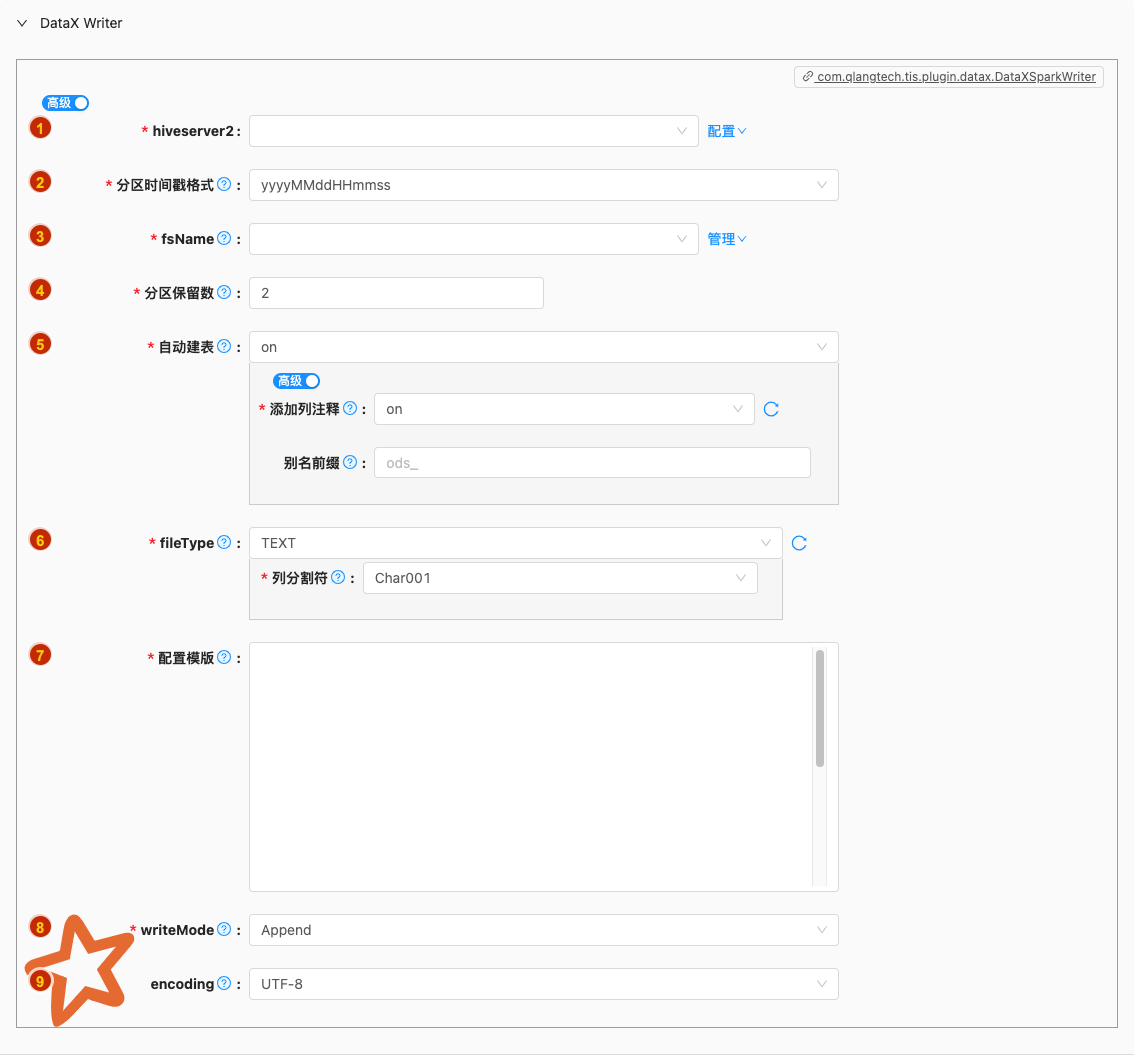 DataX Writer
com.qlangtech.tis.plugin.datax.DataXSparkWriter
高级
1 * hiveserver2 : 配置
2 * 分区时间戳格式 ? : yyyyMMddHHmmss
3 * fsName ? : 管理
4 * 分区保留数 ? : 2
5 * 自动建表 ? : on
高级
* 添加列注释 ? : on
别名前缀 ? : ods_
6 * fileType ? : TEXT
* 列分割符 ? : Char001
7 * 配置模版 ? :
8 * writeMode ? : Append
9 encoding ? : UTF-8